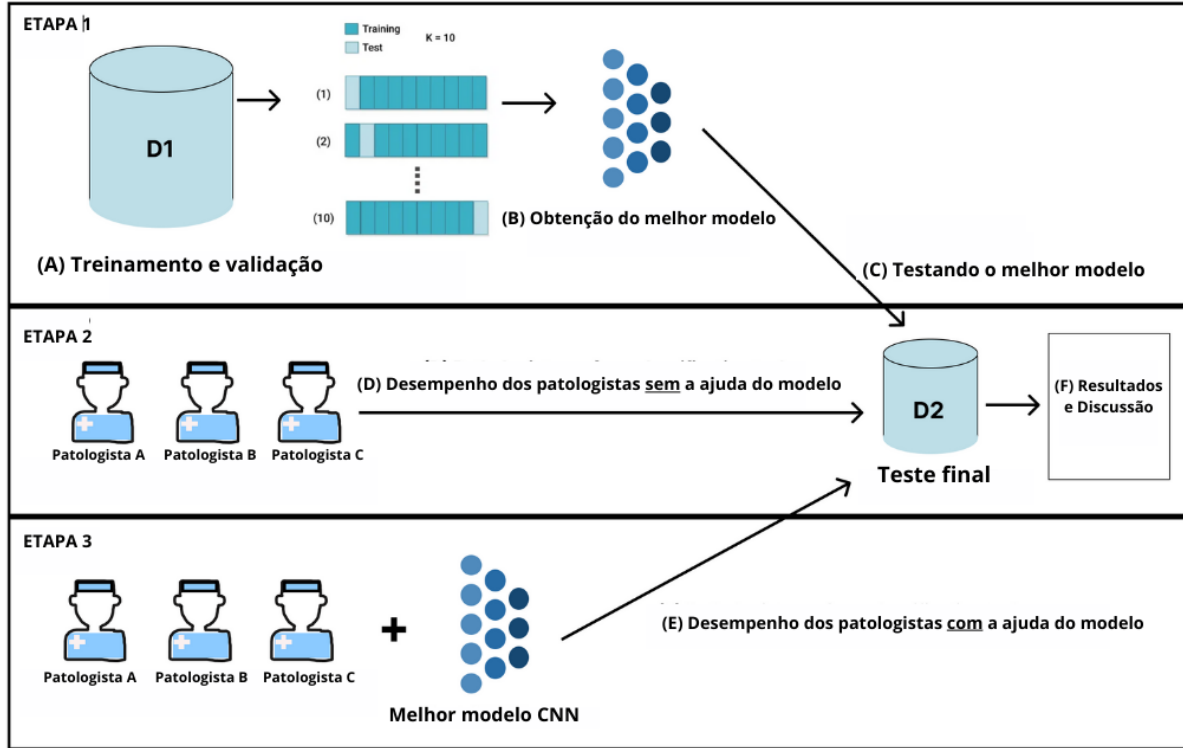 ETAPA 1
Training
Test
K = 10
D1
(1)
(2)
(10)
(A) Treinamento e validação
(B) Obtenção do melhor modelo
(C) Testando o melhor modelo
ETAPA 2
Patologista A
Patologista B
Patologista C
(D) Desempenho dos patologistas sem a ajuda do modelo
D2
Teste final
(F) Resultados
e Discussão
ETAPA 3
Patologista A
Patologista B
Patologista C
+
Melhor modelo CNN
(E) Desempenho dos patologistas com a ajuda do modelo